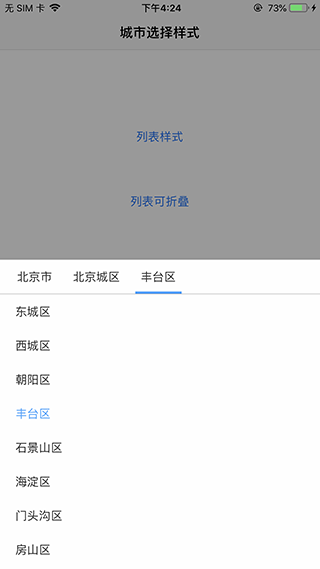 无 SIM 卡 下午4:24 73%
城市选择样式
列表样式
列表可折叠
北京市 北京城区 丰台区
东城区
西城区
朝阳区
丰台区
石景山区
海淀区
门头沟区
房山区